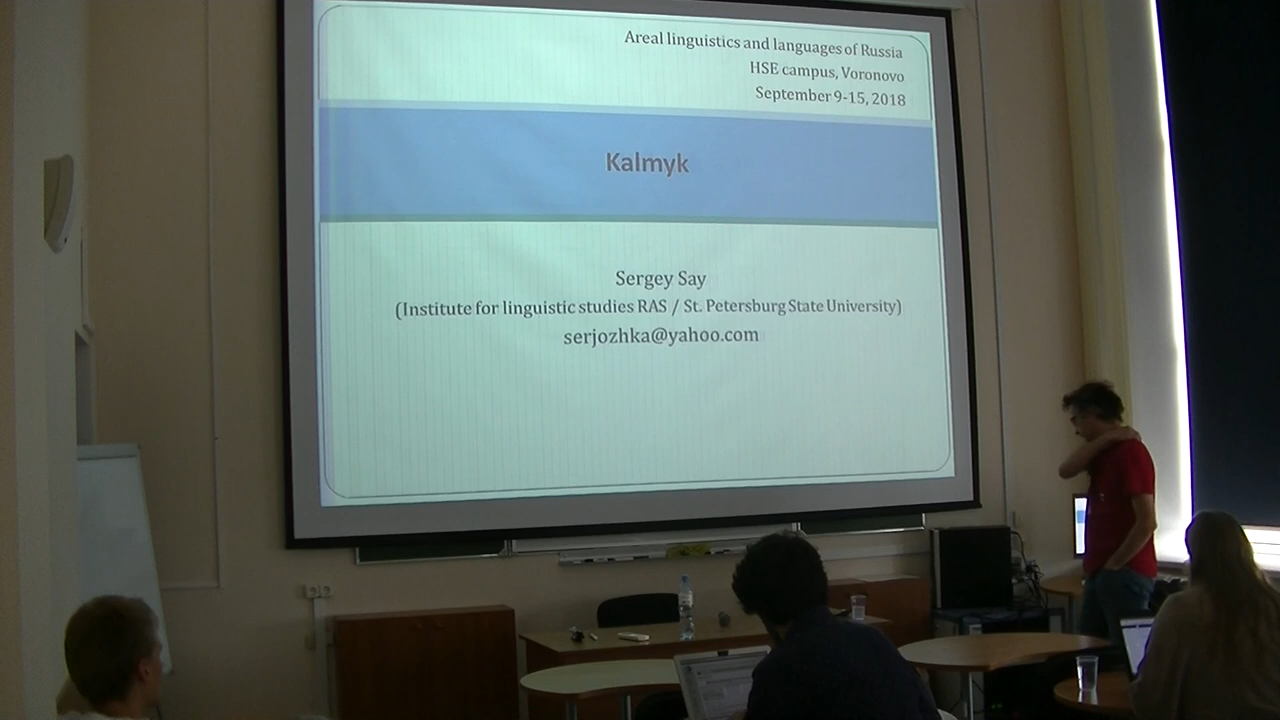 Areal linguistics and languages of Russia
HSE campus, Voronovo
September 9-15, 2018
Kalmyk
Sergey Say
(Institute for linguistic studies RAS / St. Petersburg State University)
serjozhka@yahoo.com